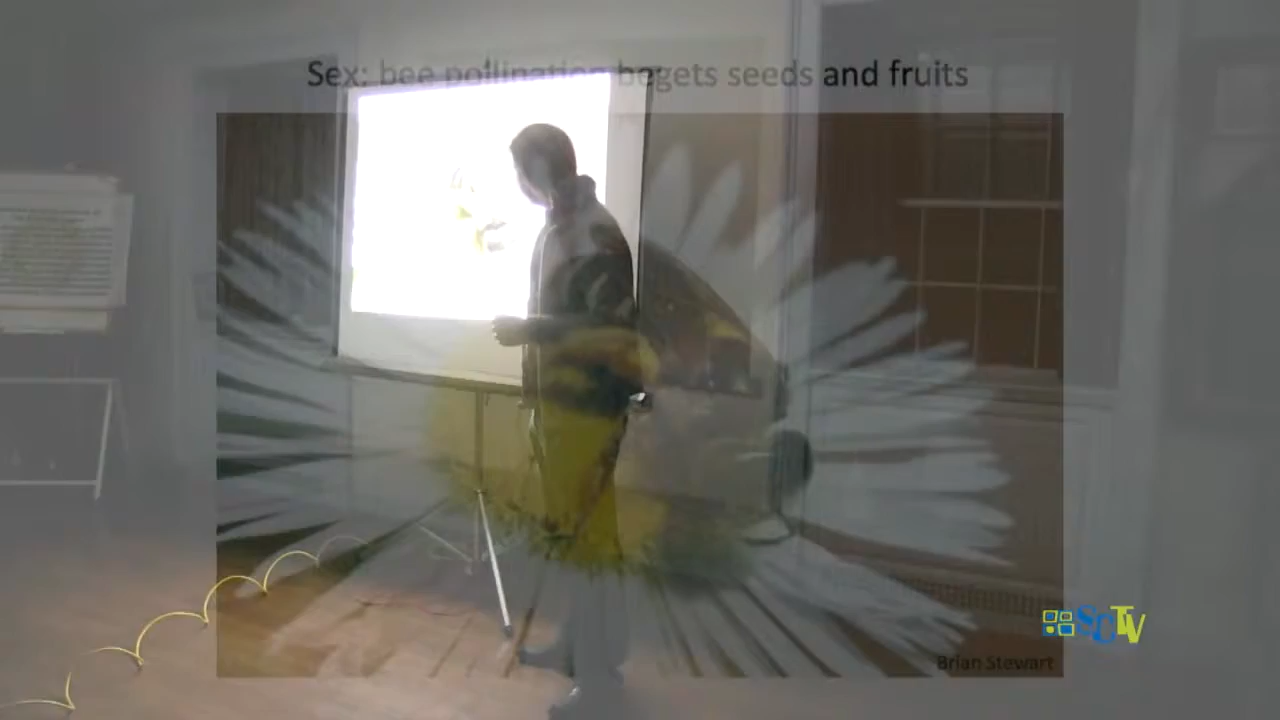 Sex: bee pollination begets seeds and fruits
SCTV
Brian Stewart